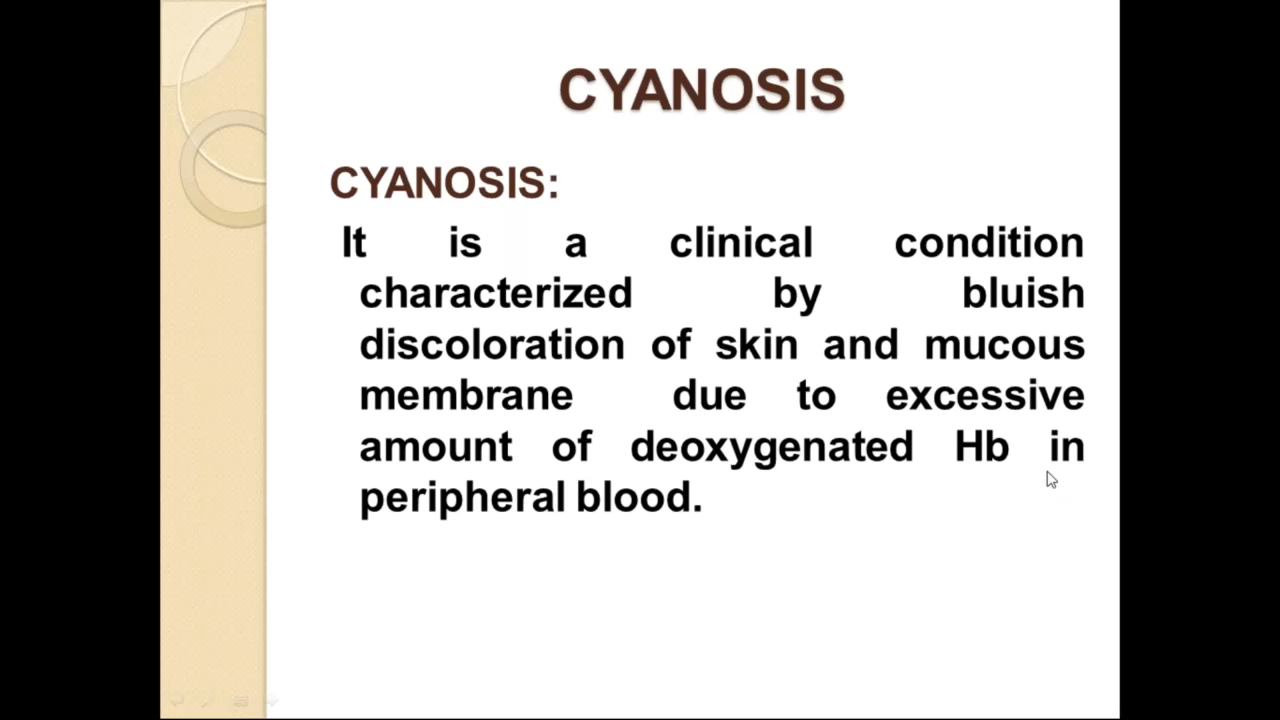 CYANOSIS
CYANOSIS:
It is a clinical condition
characterized by bluish
discoloration of skin and mucous
membrane due to excessive
amount of deoxygenated Hb in
peripheral blood.